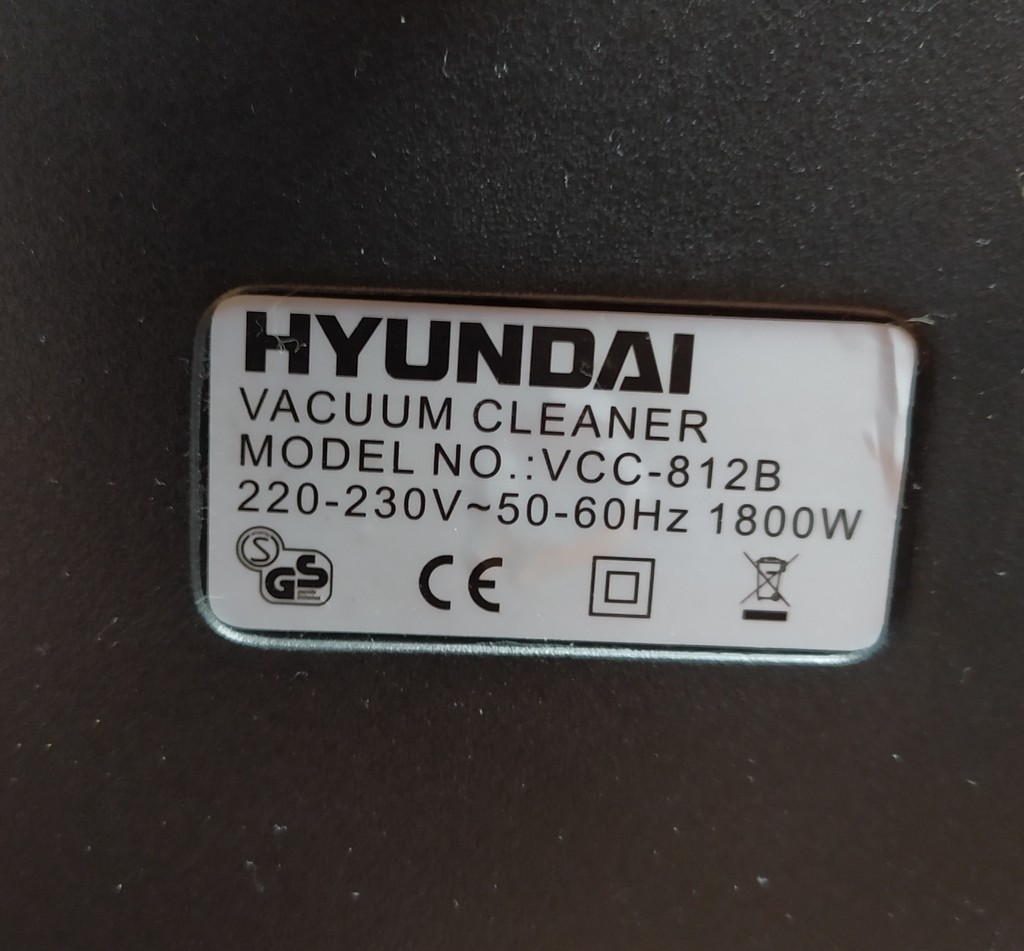 HYUNDAI
VACUUM CLEANER
MODEL NO.:VCC-812B
220-230V~50-60Hz 1800W
S GS CE